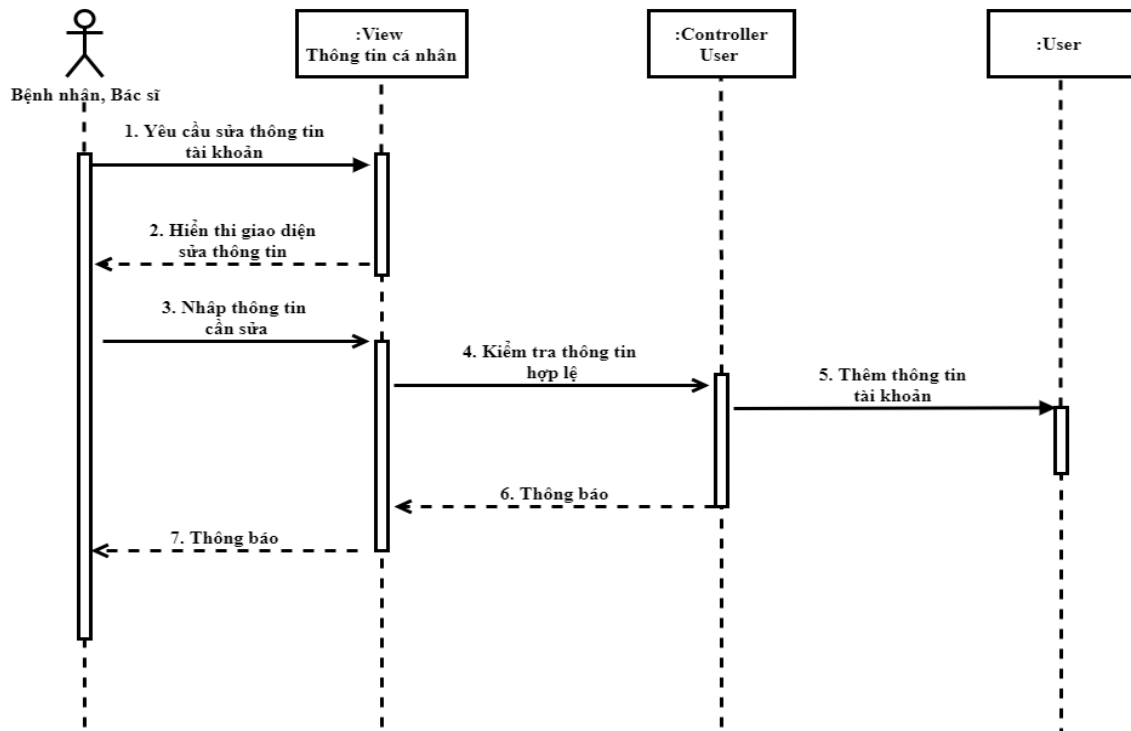 :View
Thông tin cá nhân
:Controller
User
:User
Bệnh nhân, Bác sĩ
1. Yêu cầu sửa thông tin
tài khoản
2. Hiển thi giao diện
sửa thông tin
3. Nhâp thông tin
cần sửa
4. Kiểm tra thông tin
hợp lệ
5. Thêm thông tin
tài khoản
6. Thông báo
7. Thông báo